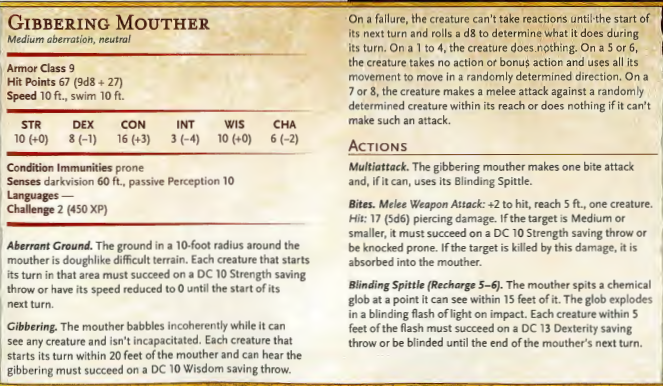 GIBBERING MOUTHER
Medium aberration, neutral
Armor Class 9
Hit Points 67 (9d8 + 27)
Speed 10 ft., swim 10 ft.
STR DEX CON INT WIS CHA
10 (+0) 8 (−1) 16 (+3) 3 (−4) 10 (+0) 6 (−2)
Condition Immunities prone
Senses darkvision 60 ft., passive Perception 10
Languages —
Challenge 2 (450 XP)
Aberrant Ground. The ground in a 10-foot radius around the
mouther is doughlike difficult terrain. Each creature that starts
its turn in that area must succeed on a DC 10 Strength saving
throw or have its speed reduced to 0 until the start of its
next turn.
Gibbering. The mouther babbles incoherently while it can
see any creature and isn't incapacitated. Each creature that
starts its turn within 20 feet of the mouther and can hear the
gibbering must succeed on a DC 10 Wisdom saving throw.
On a failure, the creature can't take reactions until the start of
its next turn and rolls a d8 to determine what it does during
its turn. On a 1 to 4, the creature does nothing. On a 5 or 6,
the creature takes no action or bonus action and uses all its
movement to move in a randomly determined direction. On a
7 or 8, the creature makes a melee attack against a randomly
determined creature within its reach or does nothing if it can't
make such an attack.
ACTIONS
Multiattack. The gibbering mouther makes one bite attack
and, if it can, uses its Blinding Spittle.
Bites. Melee Weapon Attack: +2 to hit, reach 5 ft., one creature.
Hit: 17 (5d6) piercing damage. If the target is Medium or
smaller, it must succeed on a DC 10 Strength saving throw or
be knocked prone. If the target is killed by this damage, it is
absorbed into the mouther.
Blinding Spittle (Recharge 5–6). The mouther spits a chemical
glob at a point it can see within 15 feet of it. The glob explodes
in a blinding flash of light on impact. Each creature within 5
feet of the flash must succeed on a DC 13 Dexterity saving
throw or be blinded until the end of the mouther's next turn.